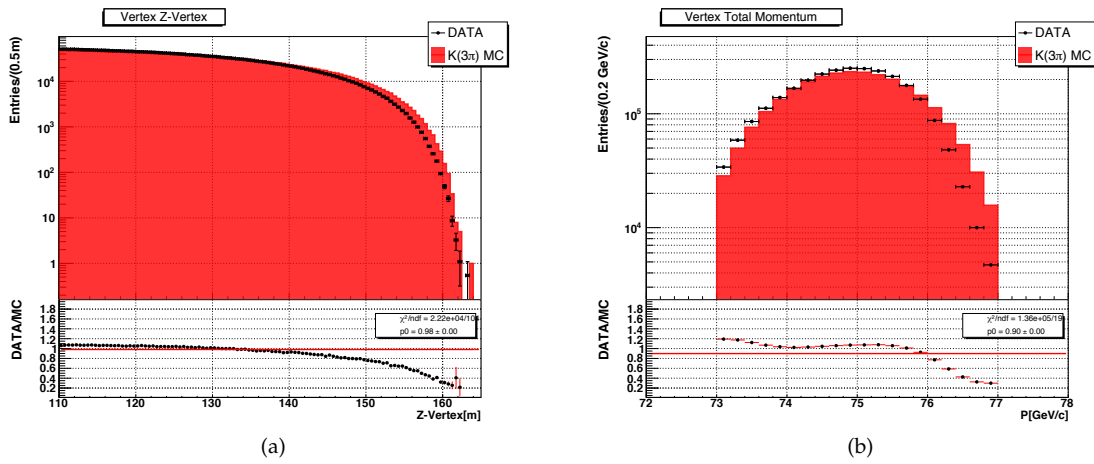 Vertex Z-Vertex
DATA
K(3π) MC
Entries/(0.5m)
10⁴
10³
10²
10
1
DATA/MC
1.8
1.6
1.4
1.2
1
0.8
0.6
0.4
0.2
χ²/ndf = 2.22e+04/10
p0 = 0.98 ± 0.00
110 120 130 140 150 160
Z-Vertex[m]
(a)
Vertex Total Momentum
DATA
K(3π) MC
Entries/(0.2 GeV/c)
10⁵
10⁴
DATA/MC
1.8
1.6
1.4
1.2
1
0.8
0.6
0.4
0.2
χ²/ndf = 1.36e+05/19
p0 = 0.90 ± 0.00
72 73 74 75 76 77 78
P[GeV/c]
(b)